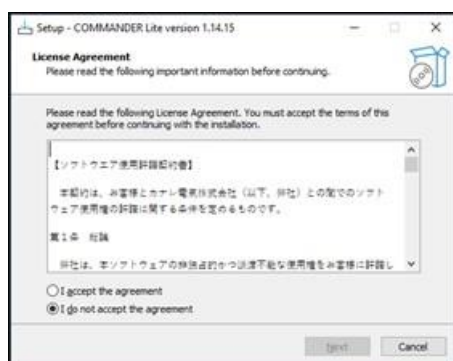 Setup - COMMANDER Lite version 1.14.15
License Agreement
Please read the following important information before continuing.
Please read the following License Agreement. You must accept the terms of this
agreement before continuing with the installation.
【ソフトウエア使用許諾契約書】
本契約は、お客様とカナレ電気株式会社（以下、弊社）との間でのソフト
ウェア使用権の許諾に関する条件を定めるものです。
第1条 総論
弊社は、本ソフトウェアの非独占的かつ譲渡不能な使用権をお客様に許諾し
I accept the agreement
I do not accept the agreement
Next
Cancel